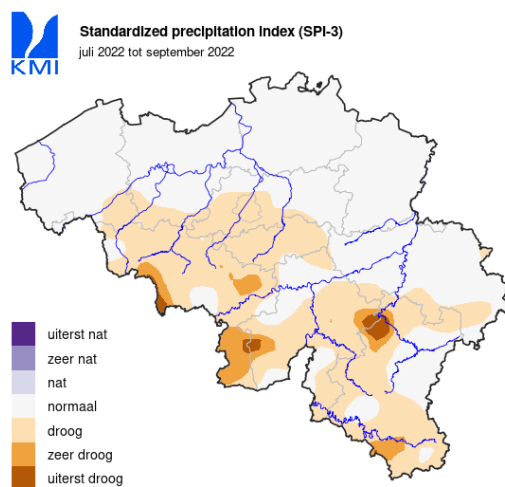 Standardized precipitation index (SPI-3)
juli 2022 tot september 2022
KMI
uiterst nat
zeer nat
nat
normaal
droog
zeer droog
uiterst droog